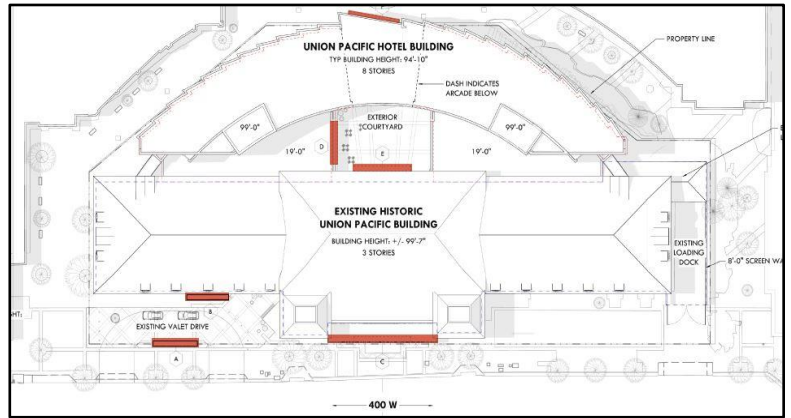 UNION PACIFIC HOTEL BUILDING
TYP BUILDING HEIGHT: 94'-10"
8 STORIES
PROPERTY LINE
DASH INDICATES
ARCADE BELOW
EXTERIOR
COURTYARD
99'-0"
99'-0"
D
19'-0"
E
19'-0"
EXISTING HISTORIC
UNION PACIFIC BUILDING
BUILDING HEIGHT: +/- 99'-7"
3 STORIES
EXISTING
LOADING
DOCK
8'-0" SCREEN WA
B
EXISTING VALET DRIVE
A
C
400 W